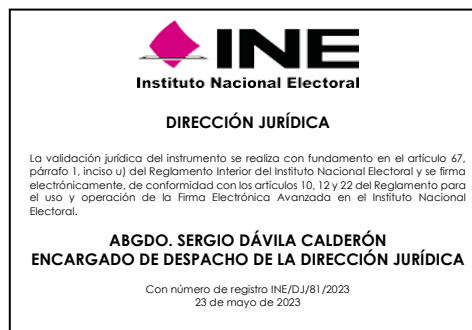 INE
Instituto Nacional Electoral
DIRECCIÓN JURÍDICA
La validación jurídica del instrumento se realiza con fundamento en el artículo 67,
párrafo 1, inciso u) del Reglamento Interior del Instituto Nacional Electoral y se firma
electrónicamente, de conformidad con los artículos 10, 12 y 22 del Reglamento para
el uso y operación de la Firma Electrónica Avanzada en el Instituto Nacional
Electoral.
ABGDO. SERGIO DÁVILA CALDERÓN
ENCARGADO DE DESPACHO DE LA DIRECCIÓN JURÍDICA
Con número de registro INE/DJ/81/2023
23 de mayo de 2023